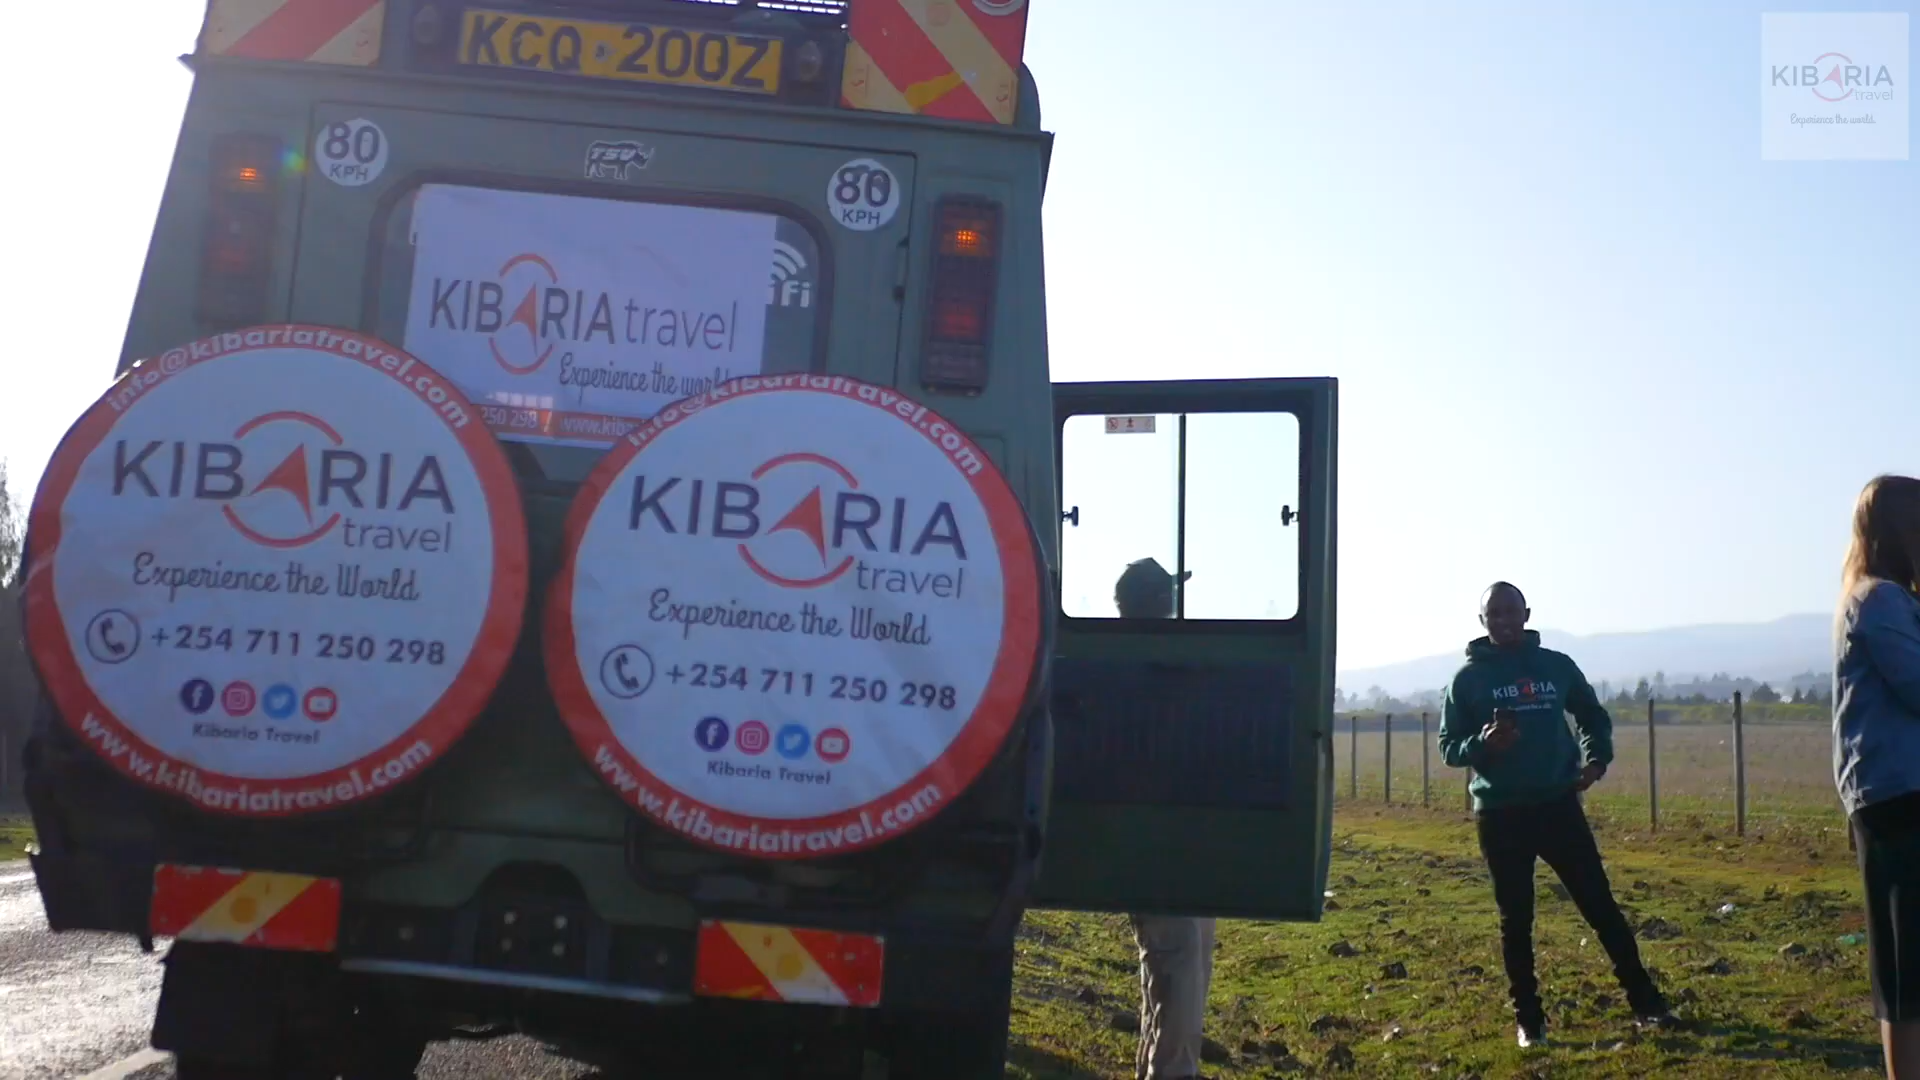 KCQ 200Z
KIBARIA
travel
Experience the world.
80
KPH
TSV
80
KPH
KIBARIA travel
Experience the world
250 298
info@kibariatravel.com
KIBARIA
travel
Experience the World
+254 711 250 298
Kibaria Travel
www.kibariatravel.com
info@kibariatravel.com
KIBARIA
travel
Experience the World
+254 711 250 298
Kibaria Travel
www.kibariatravel.com
KIBARIA